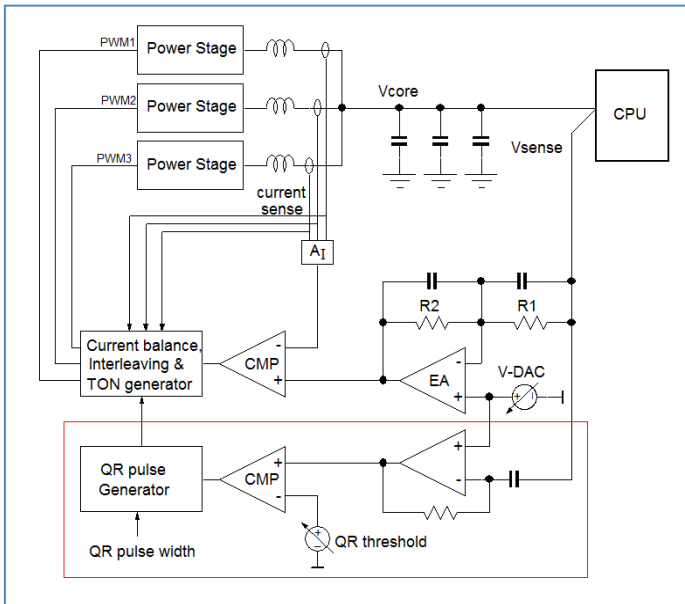 PWM1
Power Stage
PWM2
Power Stage
PWM3
Power Stage
Vcore
CPU
Vsense
current
sense
AI
R2
R1
Current balance,
Interleaving &
TON generator
-
CMP
+
-
EA
+
V-DAC
+
-
QR pulse
Generator
+
CMP
-
+
-
QR pulse width
+
-
QR threshold